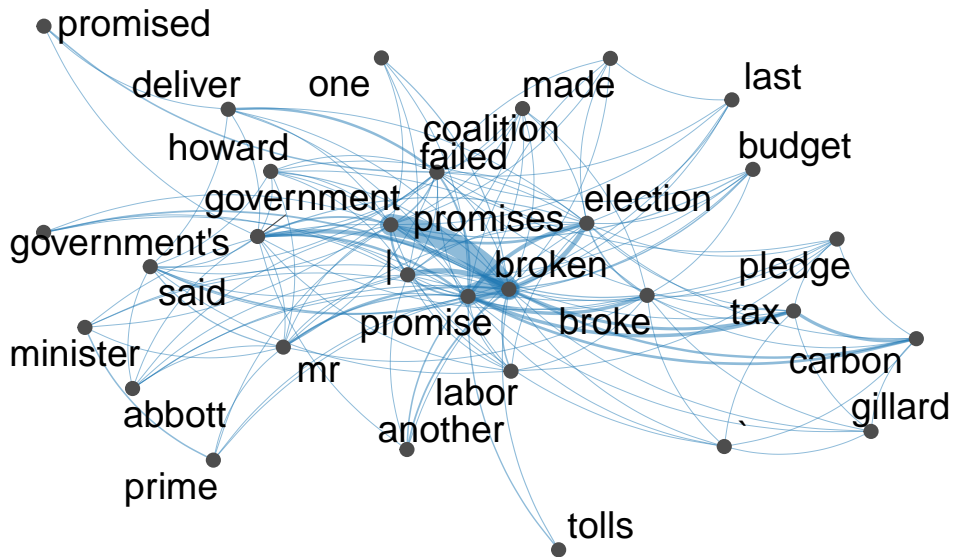 promised
deliver
one
made
last
coalition
howard
failed
budget
government
promises
election
government's
|
broken
pledge
said
promise
broke
tax
minister
mr
carbon
labor
abbott
another
`
gillard
prime
tolls